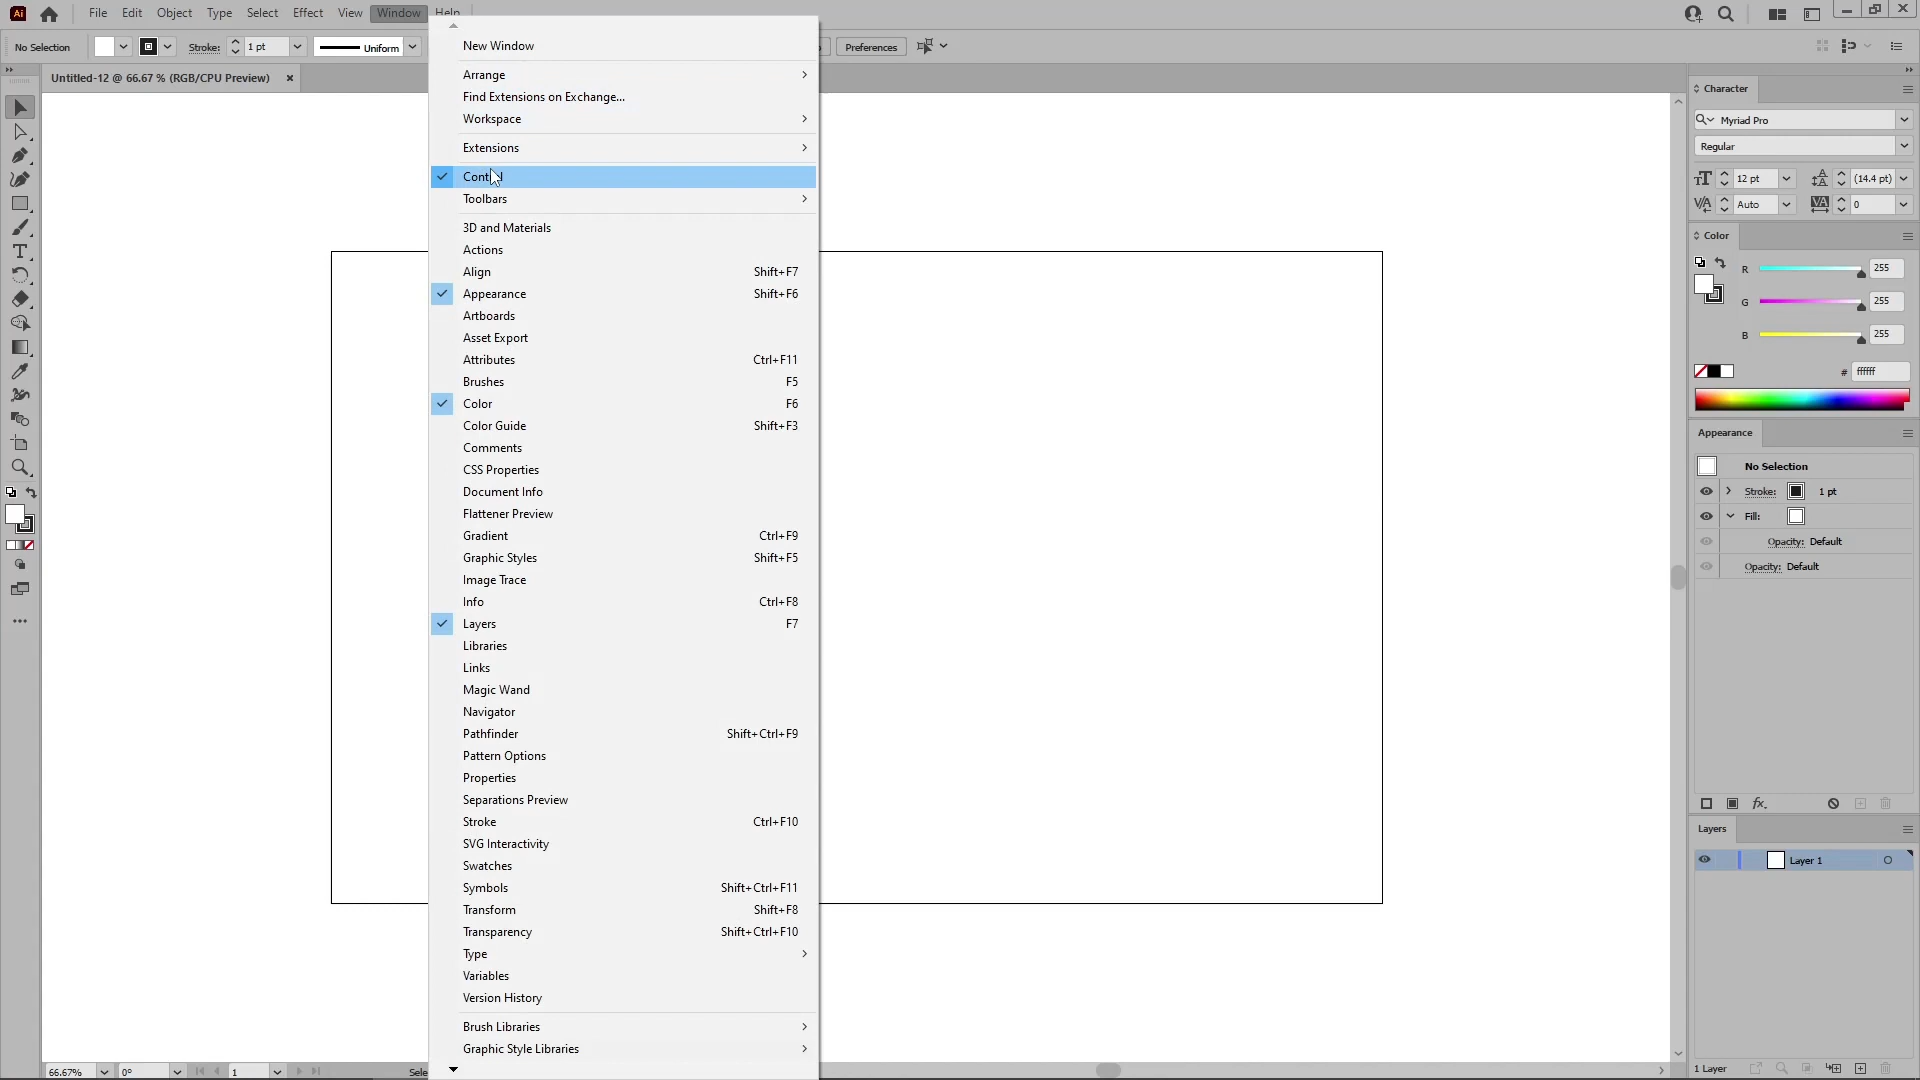 Ai
File Edit Object Type Select Effect View Window Help
No Selection Stroke: 1 pt Uniform Preferences
Untitled-12 @ 66.67 % (RGB/CPU Preview)
New Window
Arrange
Find Extensions on Exchange...
Workspace
Extensions
Control
Toolbars
3D and Materials
Actions
Align Shift+F7
Appearance Shift+F6
Artboards
Asset Export
Attributes Ctrl+F11
Brushes F5
Color F6
Color Guide Shift+F3
Comments
CSS Properties
Document Info
Flattener Preview
Gradient Ctrl+F9
Graphic Styles Shift+F5
Image Trace
Info Ctrl+F8
Layers F7
Libraries
Links
Magic Wand
Navigator
Pathfinder Shift+Ctrl+F9
Pattern Options
Properties
Separations Preview
Stroke Ctrl+F10
SVG Interactivity
Swatches
Symbols Shift+Ctrl+F11
Transform Shift+F8
Transparency Shift+Ctrl+F10
Type
Variables
Version History
Brush Libraries
Graphic Style Libraries
Character
Myriad Pro
Regular
12 pt (14.4 pt)
Auto 0
Color
R 255
G 255
B 255
# ffffff
Appearance
No Selection
Stroke: 1 pt
Fill:
Opacity: Default
Opacity: Default
fx
Layers
Layer 1
1 Layer
66.67% 0° 1 Sele